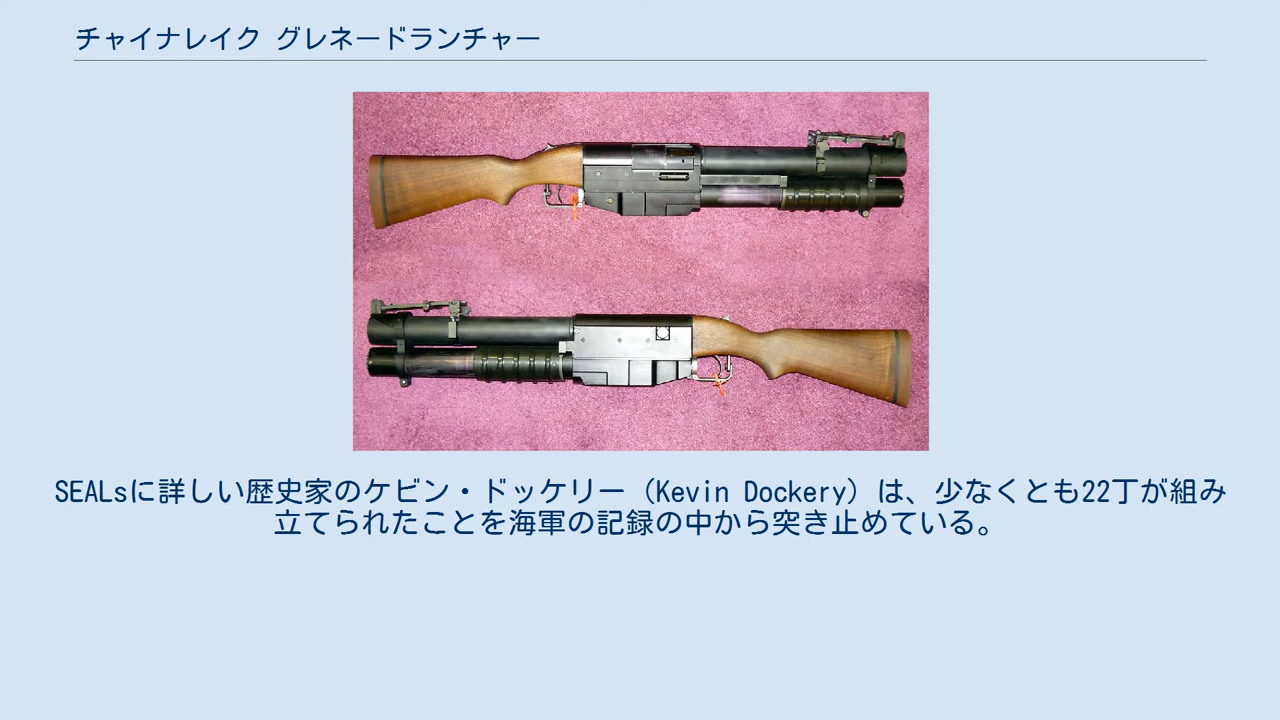 チャイナレイク グレネードランチャー
SEALsに詳しい歴史家のケビン・ドッケリー（Kevin Dockery）は、少なくとも22丁が組み
立てられたことを海軍の記録の中から突き止めている。